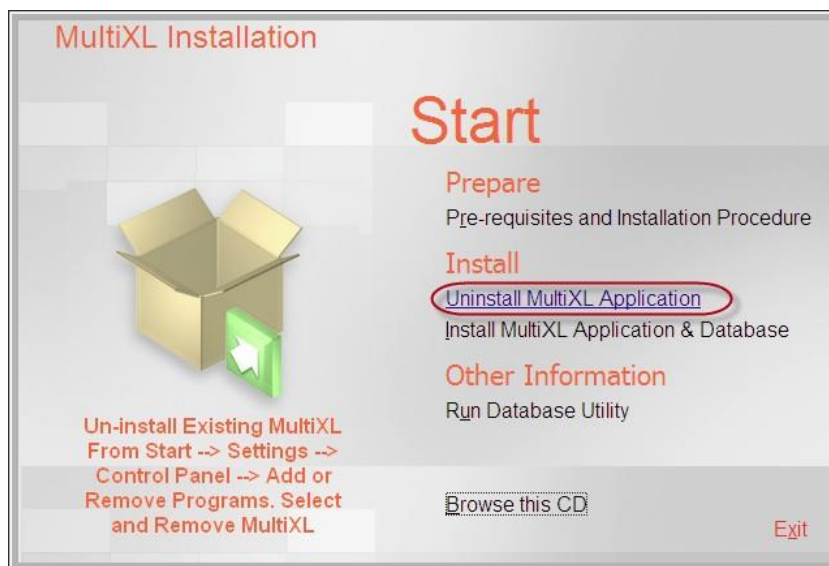 MultiXL Installation
Start
Prepare
Pre-requisites and Installation Procedure
Install
Uninstall MultiXL Application
Install MultiXL Application & Database
Other Information
Run Database Utility
Un-install Existing MultiXL
From Start --> Settings -->
Control Panel --> Add or
Remove Programs. Select
and Remove MultiXL
Browse this CD
Exit